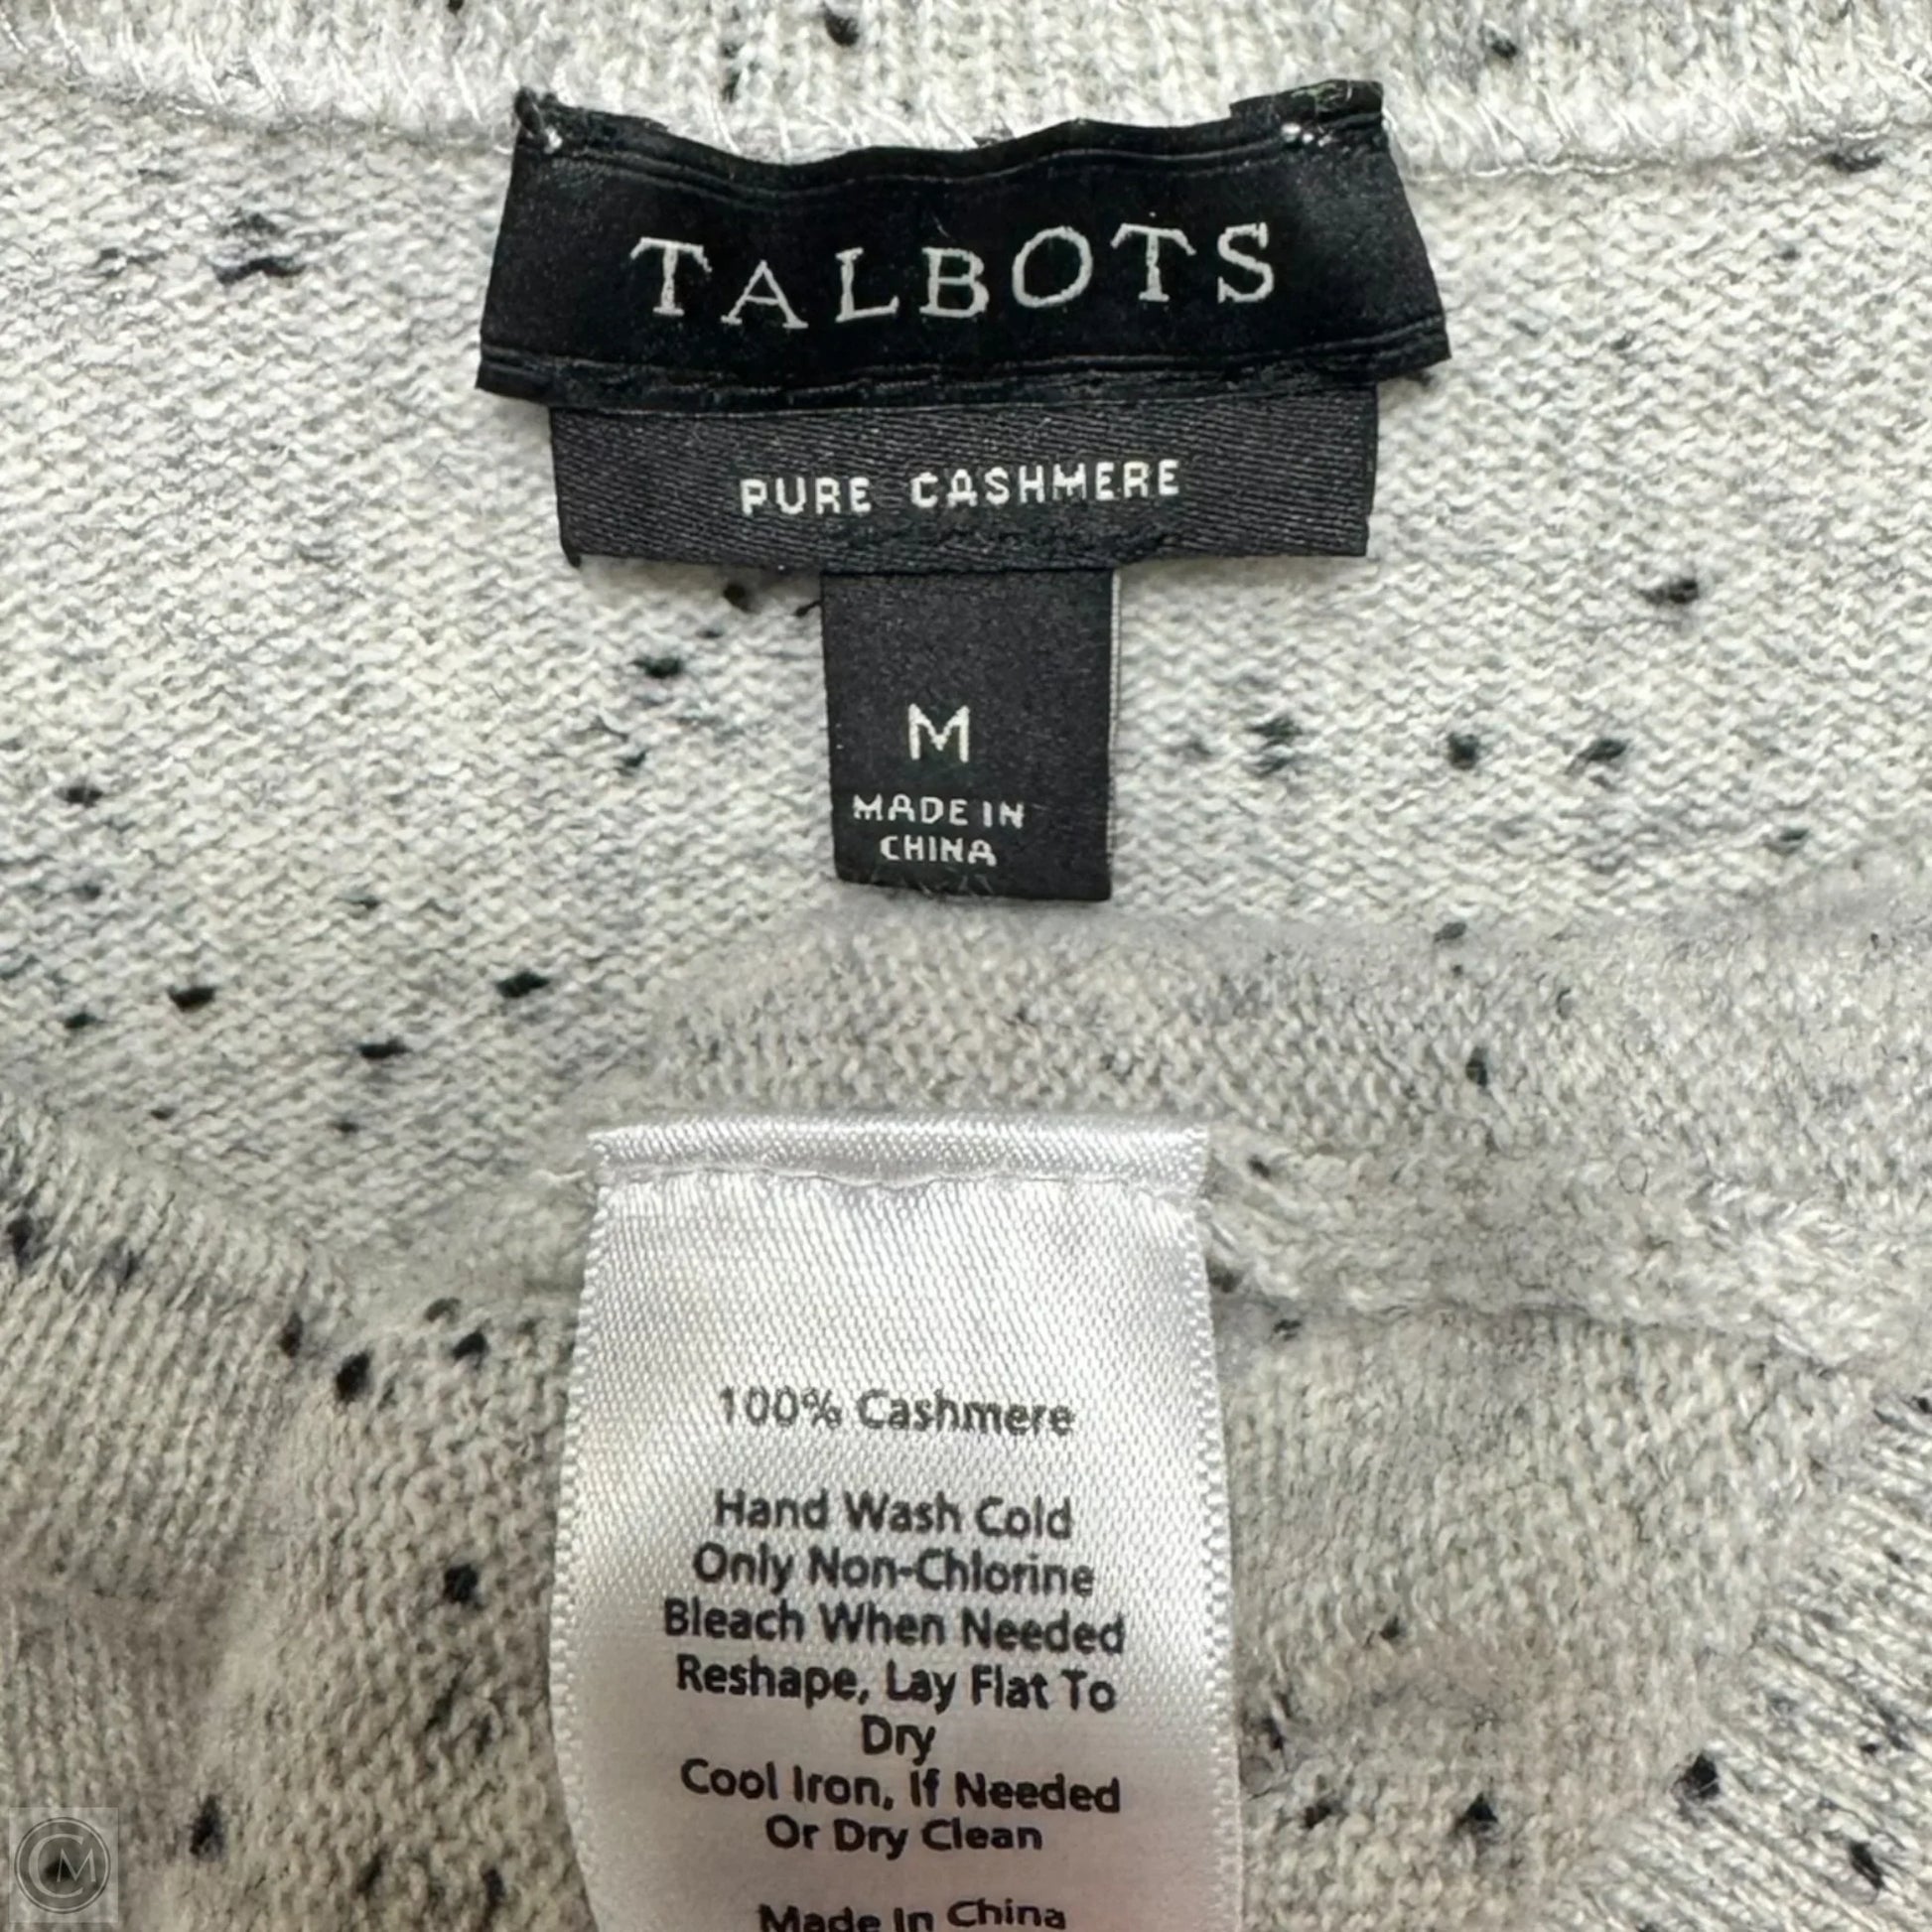 TALBOTS
PURE CASHMERE
M
MADE IN
CHINA
100% Cashmere
Hand Wash Cold
Only Non-Chlorine
Bleach When Needed
Reshape, Lay Flat To
Dry
Cool Iron, If Needed
Or Dry Clean
Made In China
CM